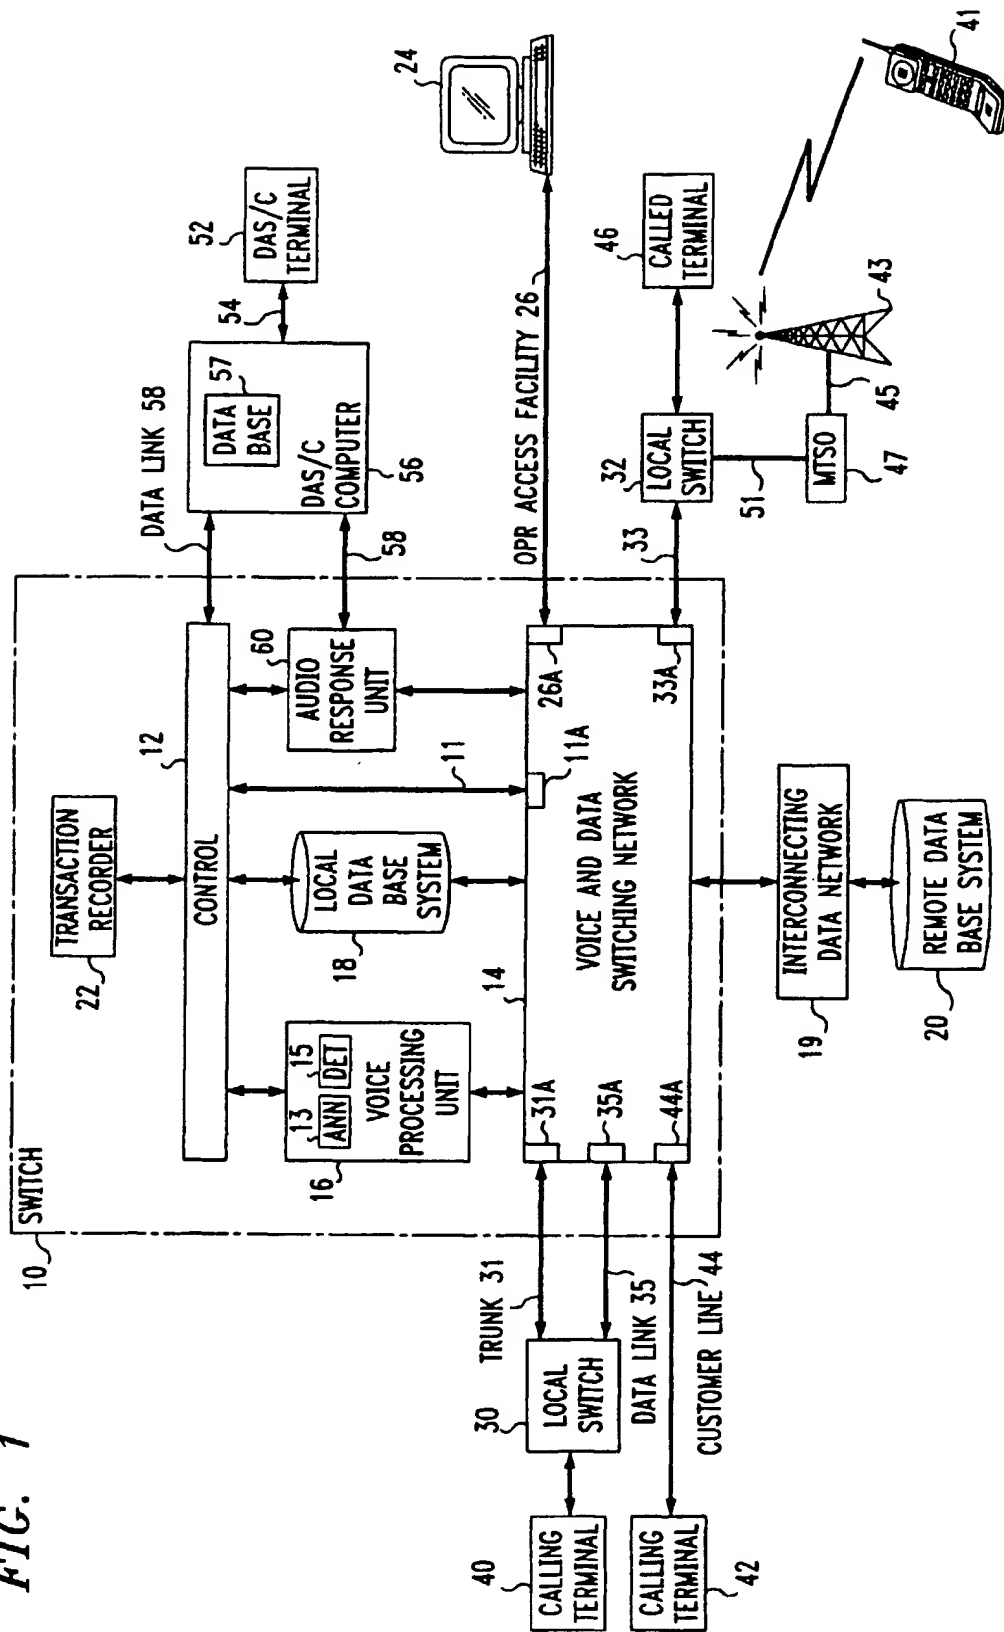 FIG. 1
10
SWITCH
TRANSACTION
RECORDER
22
12
CONTROL
DATA LINK 58
DATA
BASE
57
DAS/C
COMPUTER
56
54
DAS/C
TERMINAL
52
58
13
ANN
15
DET
VOICE
PROCESSING
UNIT
16
LOCAL
DATA
BASE
SYSTEM
18
11
11A
60
AUDIO
RESPONSE
UNIT
14
VOICE AND DATA
SWITCHING NETWORK
31A
35A
44A
26A
33A
OPR ACCESS FACILITY 26
24
TRUNK 31
DATA LINK 35
CUSTOMER LINE 44
30
LOCAL
SWITCH
40
CALLING
TERMINAL
CALLING
TERMINAL
42
33
32
LOCAL
SWITCH
46
CALLED
TERMINAL
51
MTSO
47
45
43
41
INTERCONNECTING
DATA NETWORK
19
REMOTE DATA
BASE SYSTEM
20